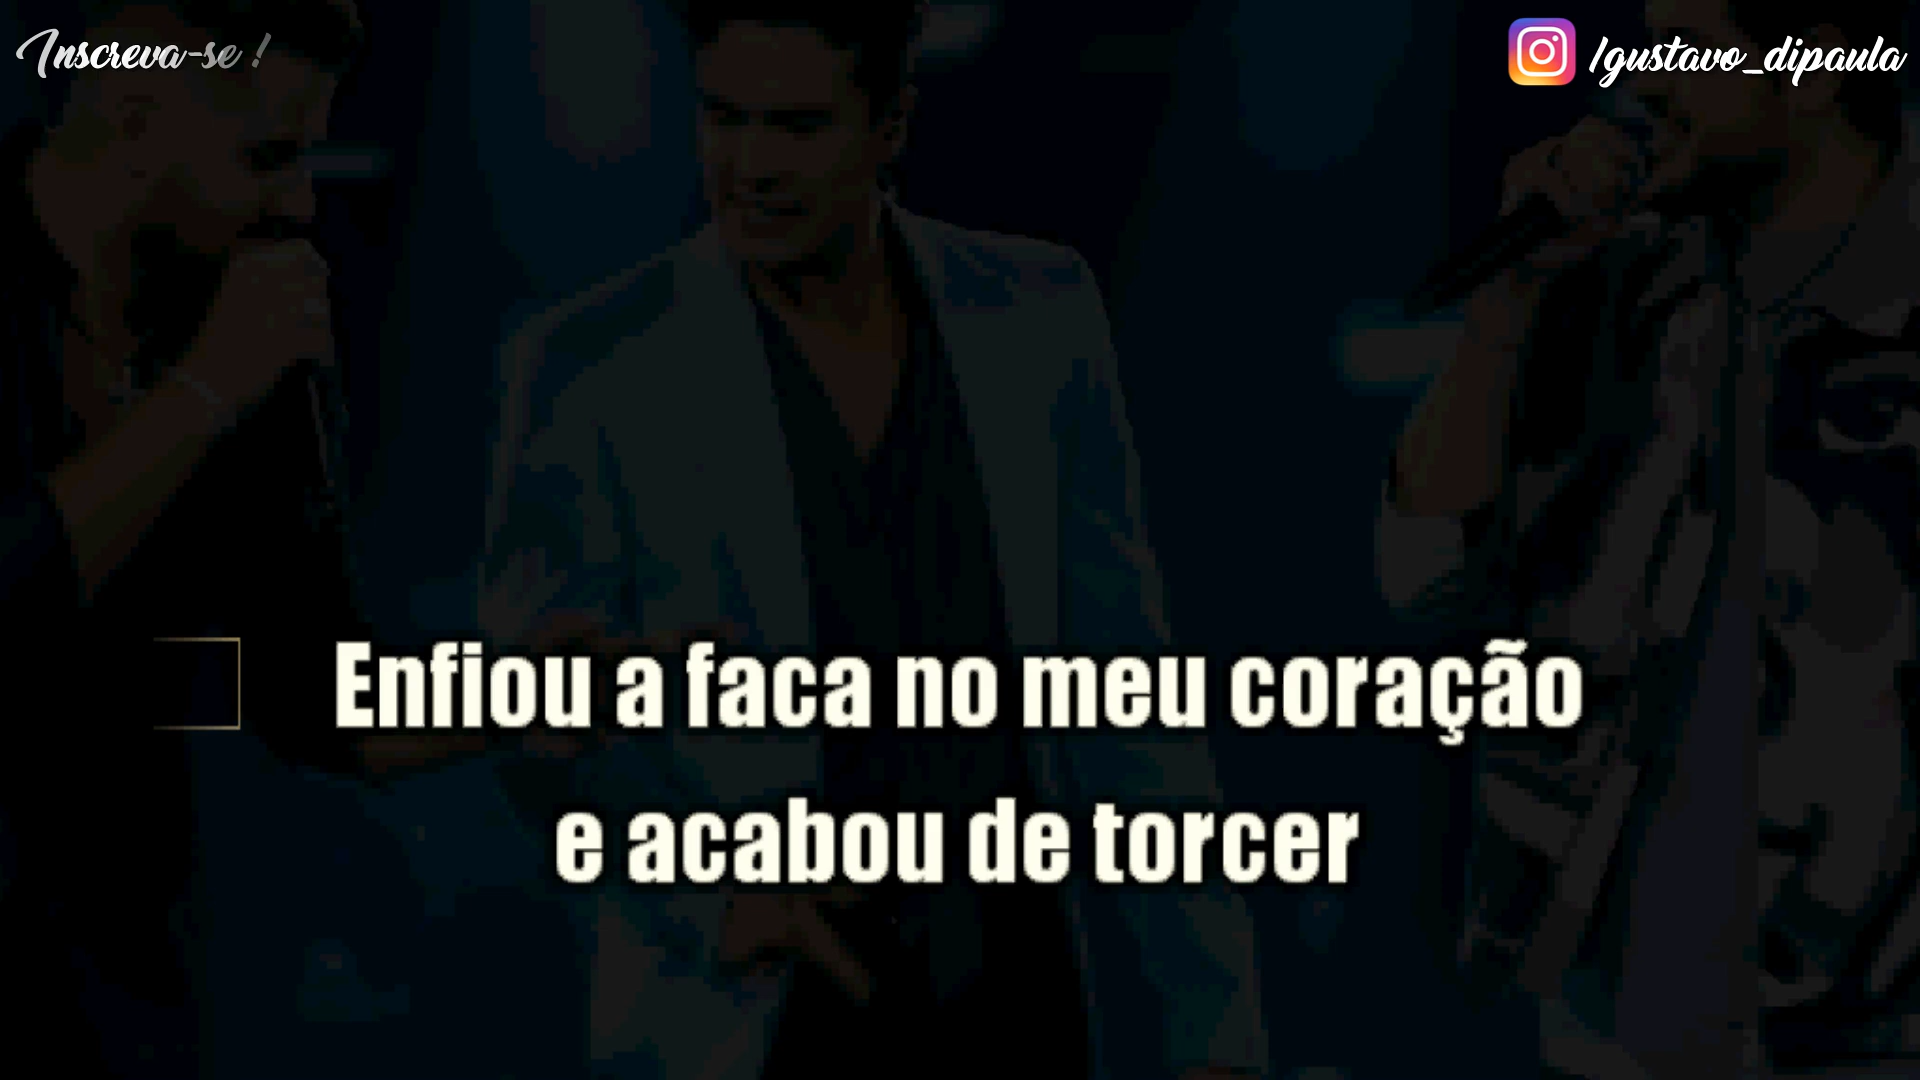 Inscreva-se !
/gustavo_dipaula
Enfiou a faca no meu coração
e acabou de torcer